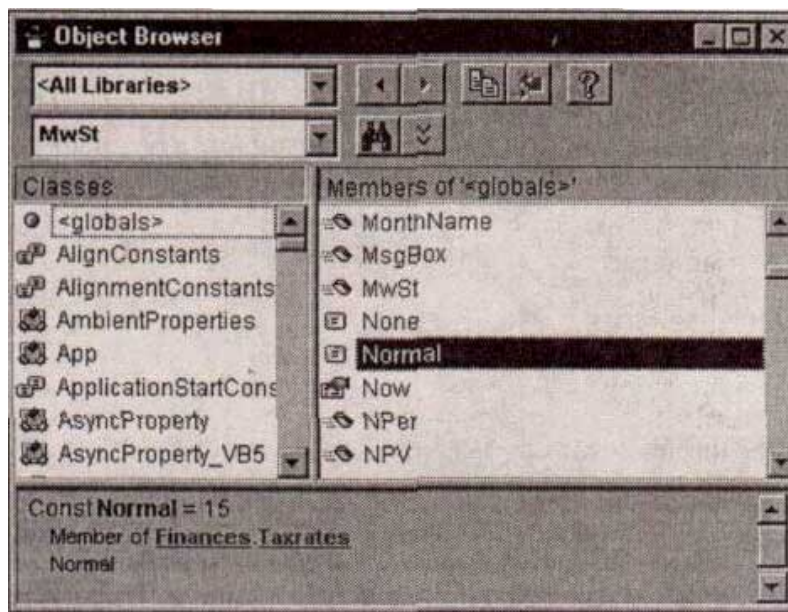 Object Browser
<All Libraries>
MwSt
Classes
<globals>
AlignConstants
AlignmentConstants
AmbientProperties
App
ApplicationStartCons
AsyncProperty
AsyncProperty_VB5
Members of '<globals>'
MonthName
MsgBox
MwSt
None
Normal
Now
NPer
NPV
Const Normal = 15
Member of Finances.Taxrates
Normal